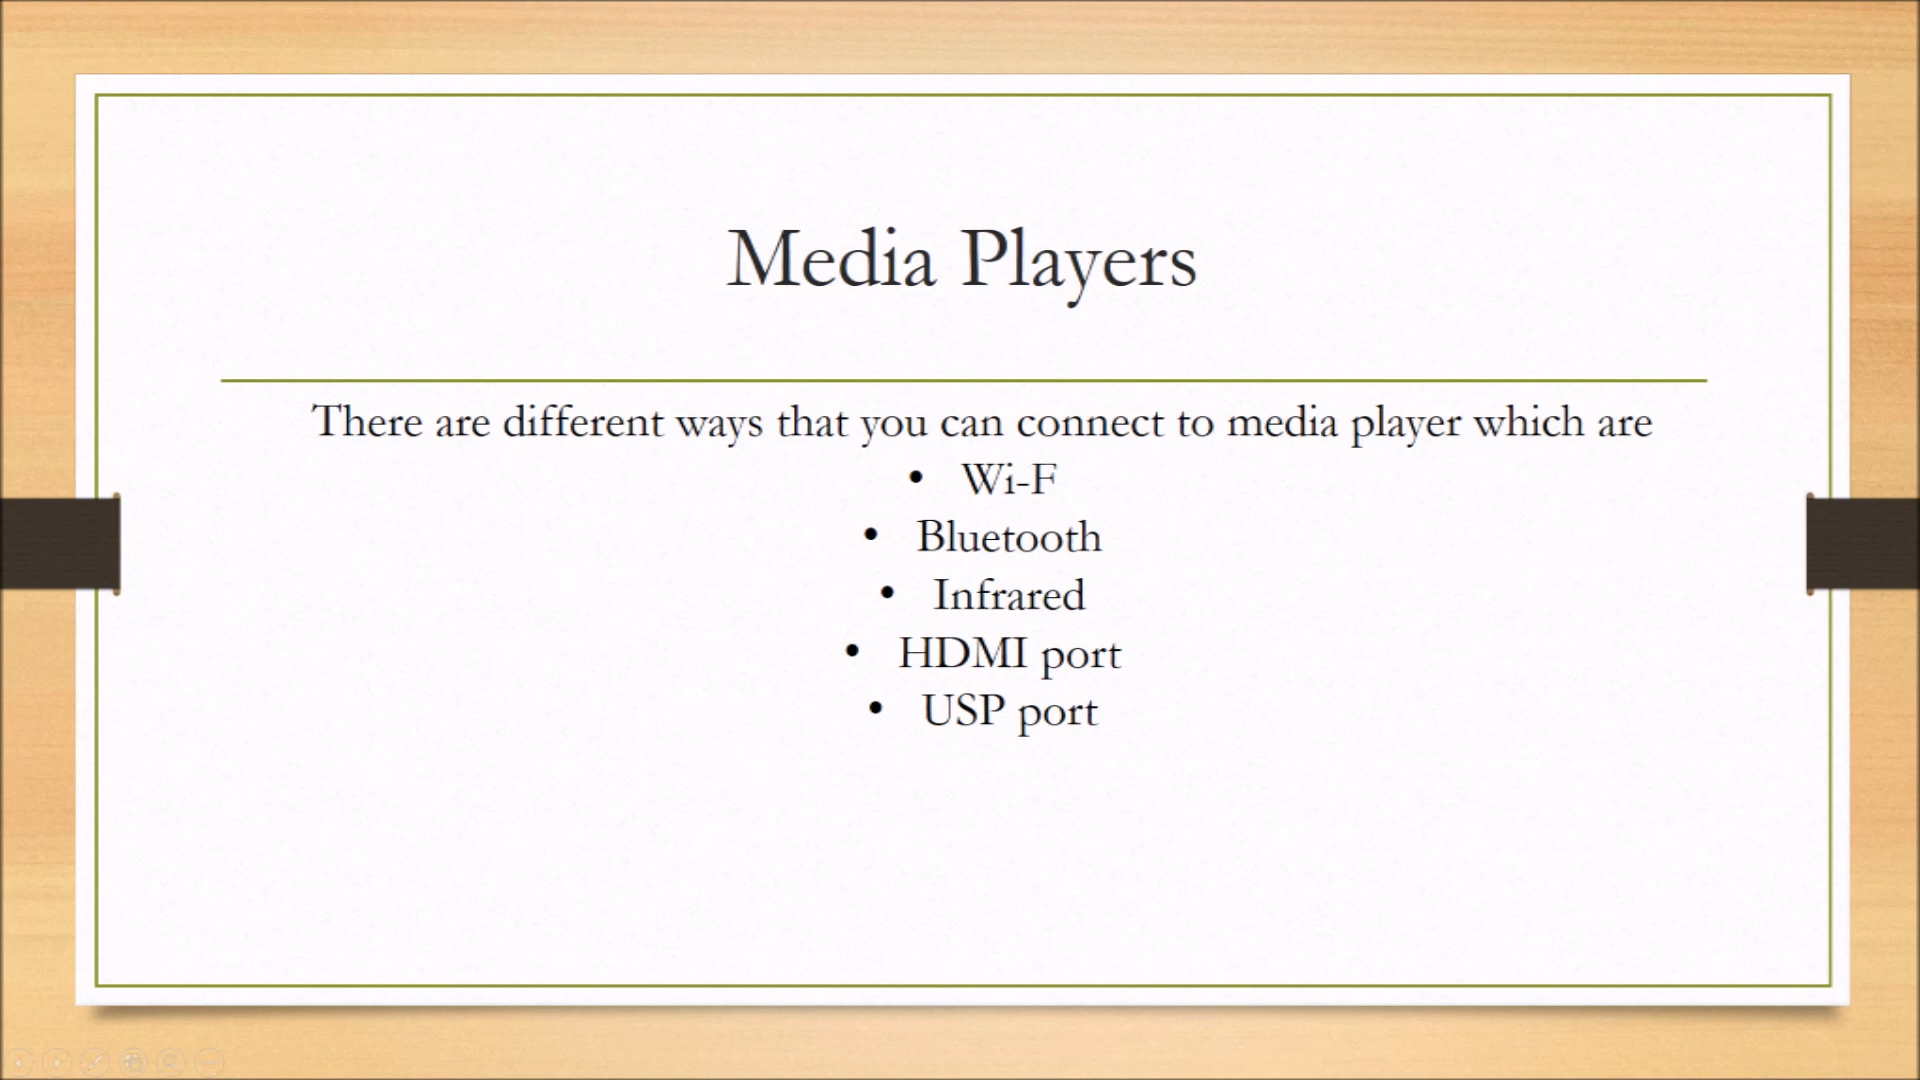 Media Players
There are different ways that you can connect to media player which are
• Wi-F
• Bluetooth
• Infrared
• HDMI port
• USP port